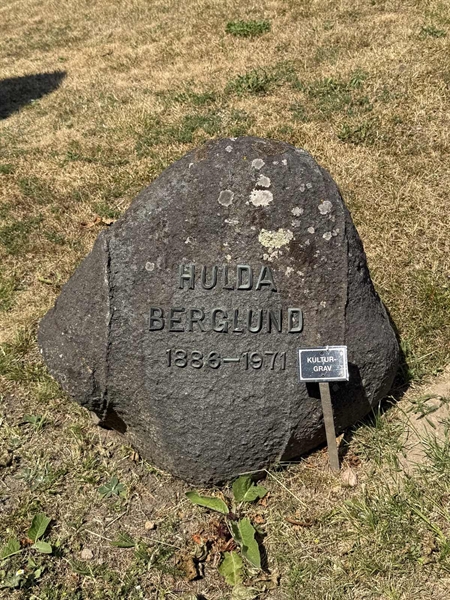 HULDA
BERGLUND
1886-1971
KULTUR-
GRAV